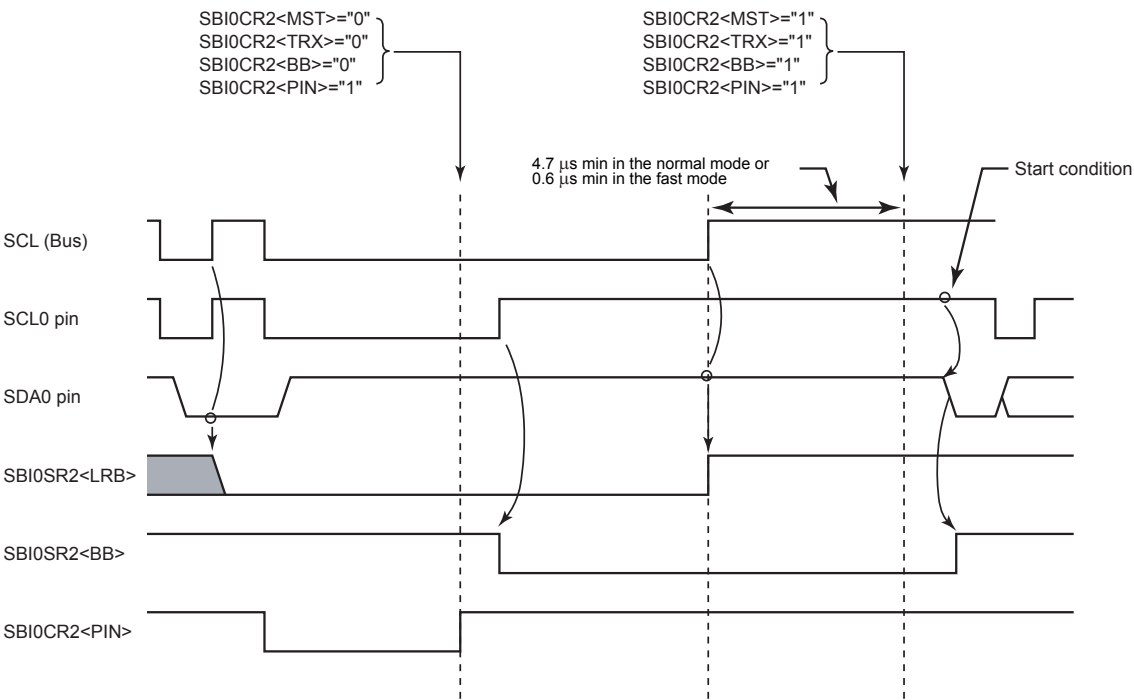 SBI0CR2<MST>="0"
SBI0CR2<TRX>="0"
SBI0CR2<BB>="0"
SBI0CR2<PIN>="1"
SBI0CR2<MST>="1"
SBI0CR2<TRX>="1"
SBI0CR2<BB>="1"
SBI0CR2<PIN>="1"
4.7 μs min in the normal mode or
0.6 μs min in the fast mode
Start condition
SCL (Bus)
SCL0 pin
SDA0 pin
SBI0SR2<LRB>
SBI0SR2<BB>
SBI0CR2<PIN>